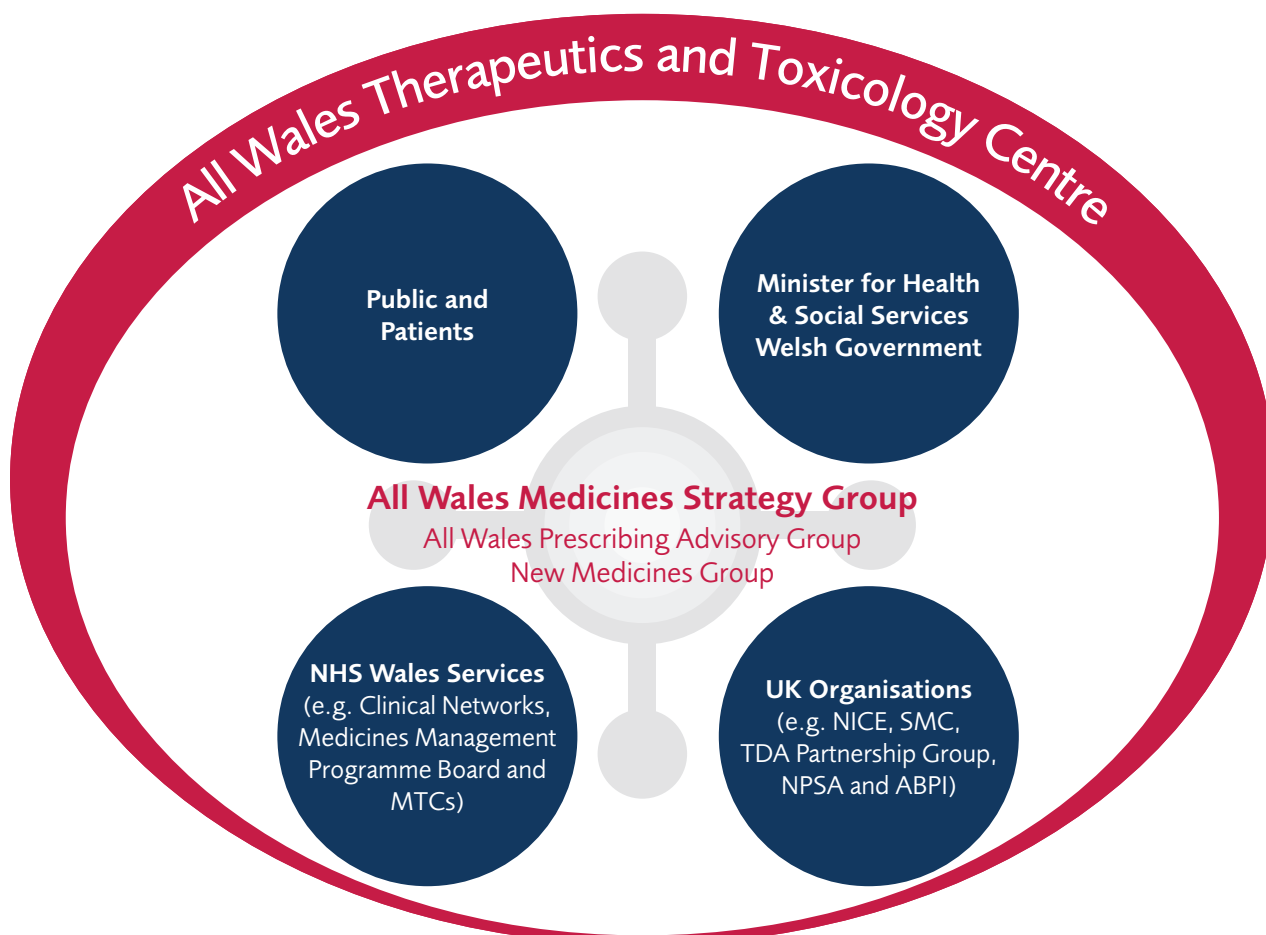 All Wales Therapeutics and Toxicology Centre
Public and
Patients
Minister for Health
& Social Services
Welsh Government
All Wales Medicines Strategy Group
All Wales Prescribing Advisory Group
New Medicines Group
NHS Wales Services
(e.g. Clinical Networks,
Medicines Management
Programme Board and
MTCs)
UK Organisations
(e.g. NICE, SMC,
TDA Partnership Group,
NPSA and ABPI)